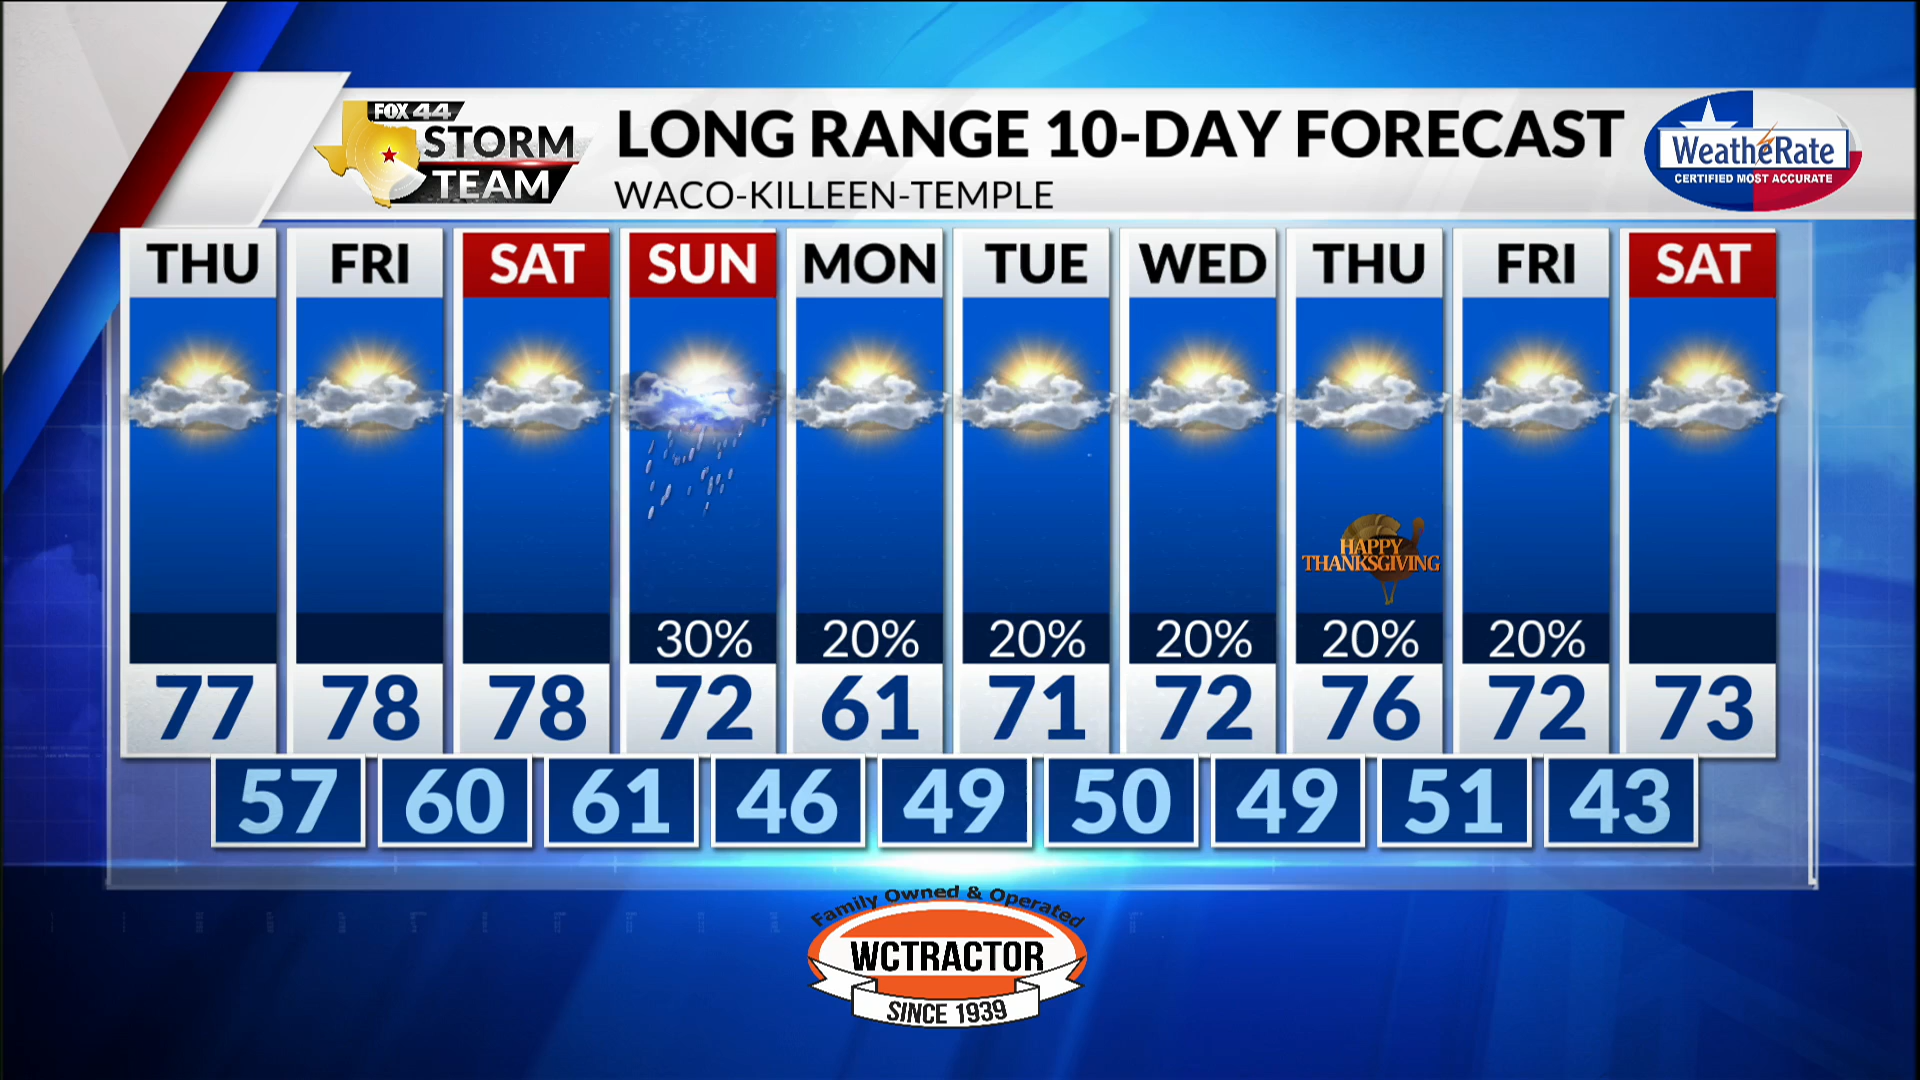 FOX 44
STORM
TEAM
LONG RANGE 10-DAY FORECAST
WACO-KILLEEN-TEMPLE
WeatheRate
CERTIFIED MOST ACCURATE
THU FRI SAT SUN MON TUE WED THU FRI SAT
HAPPY
THANKSGIVING
30% 20% 20% 20% 20% 20%
77 78 78 72 61 71 72 76 72 73
57 60 61 46 49 50 49 51 43
Family Owned & Operated
WCTRACTOR
SINCE 1939